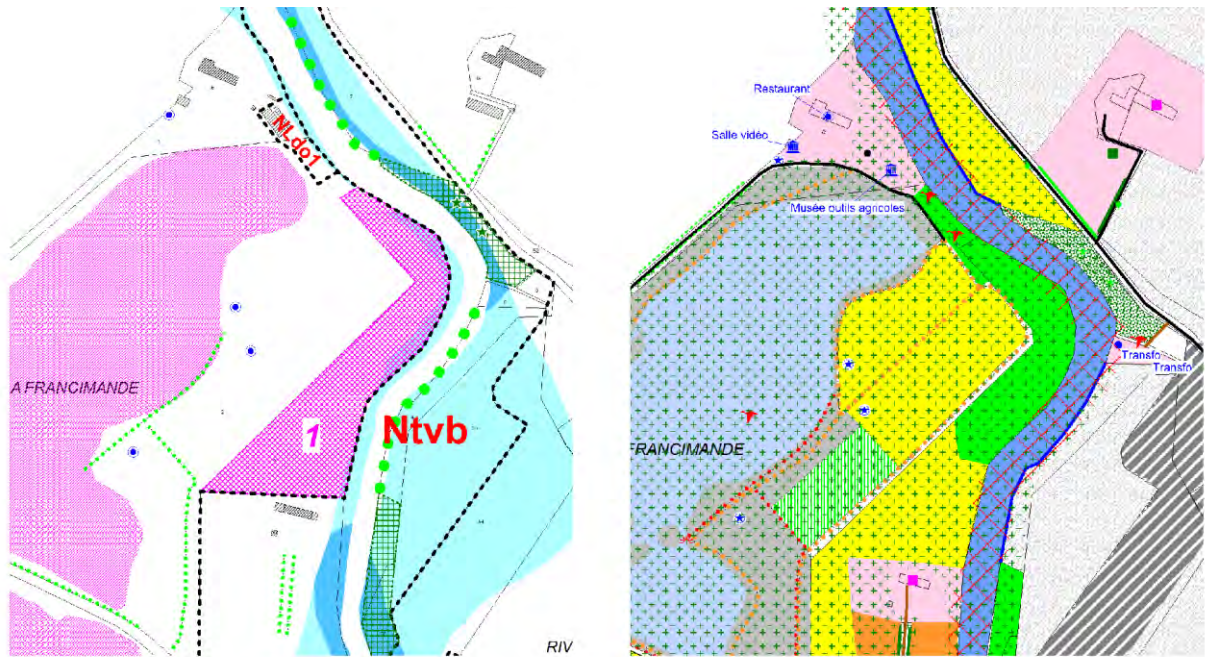 NLdo1
A FRANCIMANDE
1
Ntvb
RIV
Restaurant
Salle vidéo
Musée outils agricoles
Transfo
Transfo
FRANCIMANDE